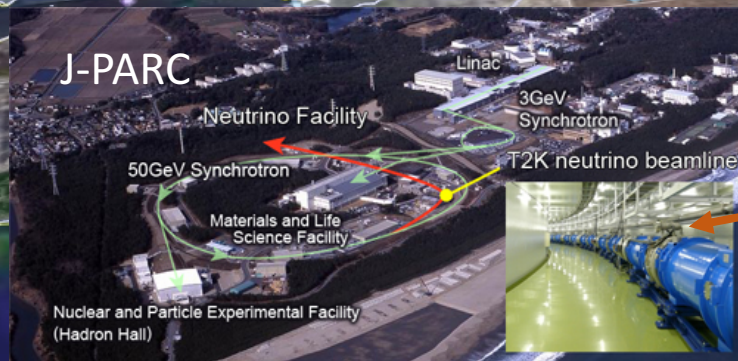 J-PARC
Linac
3GeV
Synchrotron
Neutrino Facility
T2K neutrino beamline
50GeV Synchrotron
Materials and Life
Science Facility
Nuclear and Particle Experimental Facility
(Hadron Hall)